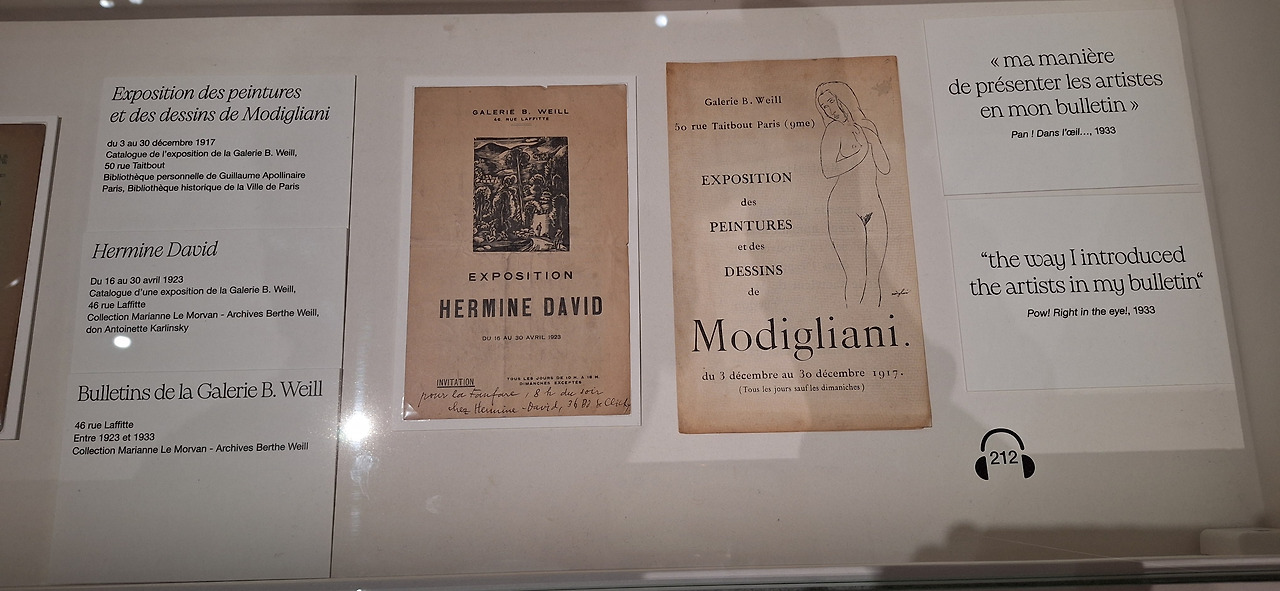 Exposition des peintures
et des dessins de Modigliani
du 3 au 30 décembre 1917
Catalogue de l'exposition de la Galerie B. Weill,
50 rue Taitbout
Bibliothèque personnelle de Guillaume Apollinaire
Paris, Bibliothèque historique de la Ville de Paris
Hermine David
Du 16 au 30 avril 1923
Catalogue d'une exposition de la Galerie B. Weill,
46 rue Laffitte
Collection Marianne Le Morvan - Archives Berthe Weill,
don Antoinette Karlinsky
Bulletins de la Galerie B. Weill
46 rue Laffitte
Entre 1923 et 1933
Collection Marianne Le Morvan - Archives Berthe Weill
GALERIE B. WEILL
46 RUE LAFFITTE
EXPOSITION
HERMINE DAVID
DU 16 AU 30 AVRIL 1923
TOUS LES JOURS DE 10 H. A 18 H.
DIMANCHES EXCEPTÉS
INVITATION
pour la Fanfare, 8 h du soir
chez Hermine-David, 36 Bd de Clichy
Galerie B. Weill
50 rue Taitbout Paris (9me)
EXPOSITION
des
PEINTURES
et des
DESSINS
de
Modigliani.
du 3 décembre au 30 décembre 1917.
(Tous les jours sauf les dimaniches)
« ma manière
de présenter les artistes
en mon bulletin »
Pan ! Dans l'œil..., 1933
“the way I introduced
the artists in my bulletin“
Pow! Right in the eye!, 1933
212